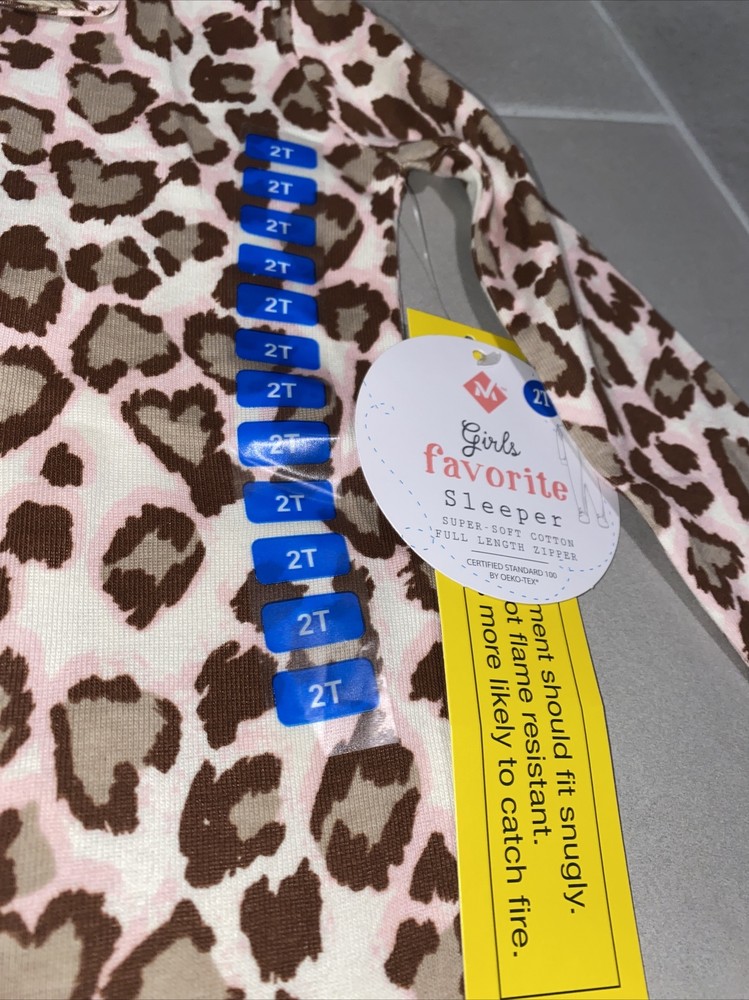 2T
2T
2T
2T
2T
2T
2T
2T
2T
2T
2T
2T
M
2T
Girls
favorite
Sleeper
SUPER-SOFT COTTON
FULL LENGTH ZIPPER
CERTIFIED STANDARD 100
BY OEKO-TEX®
should fit snugly.
flame resistant.
more likely to catch fire.